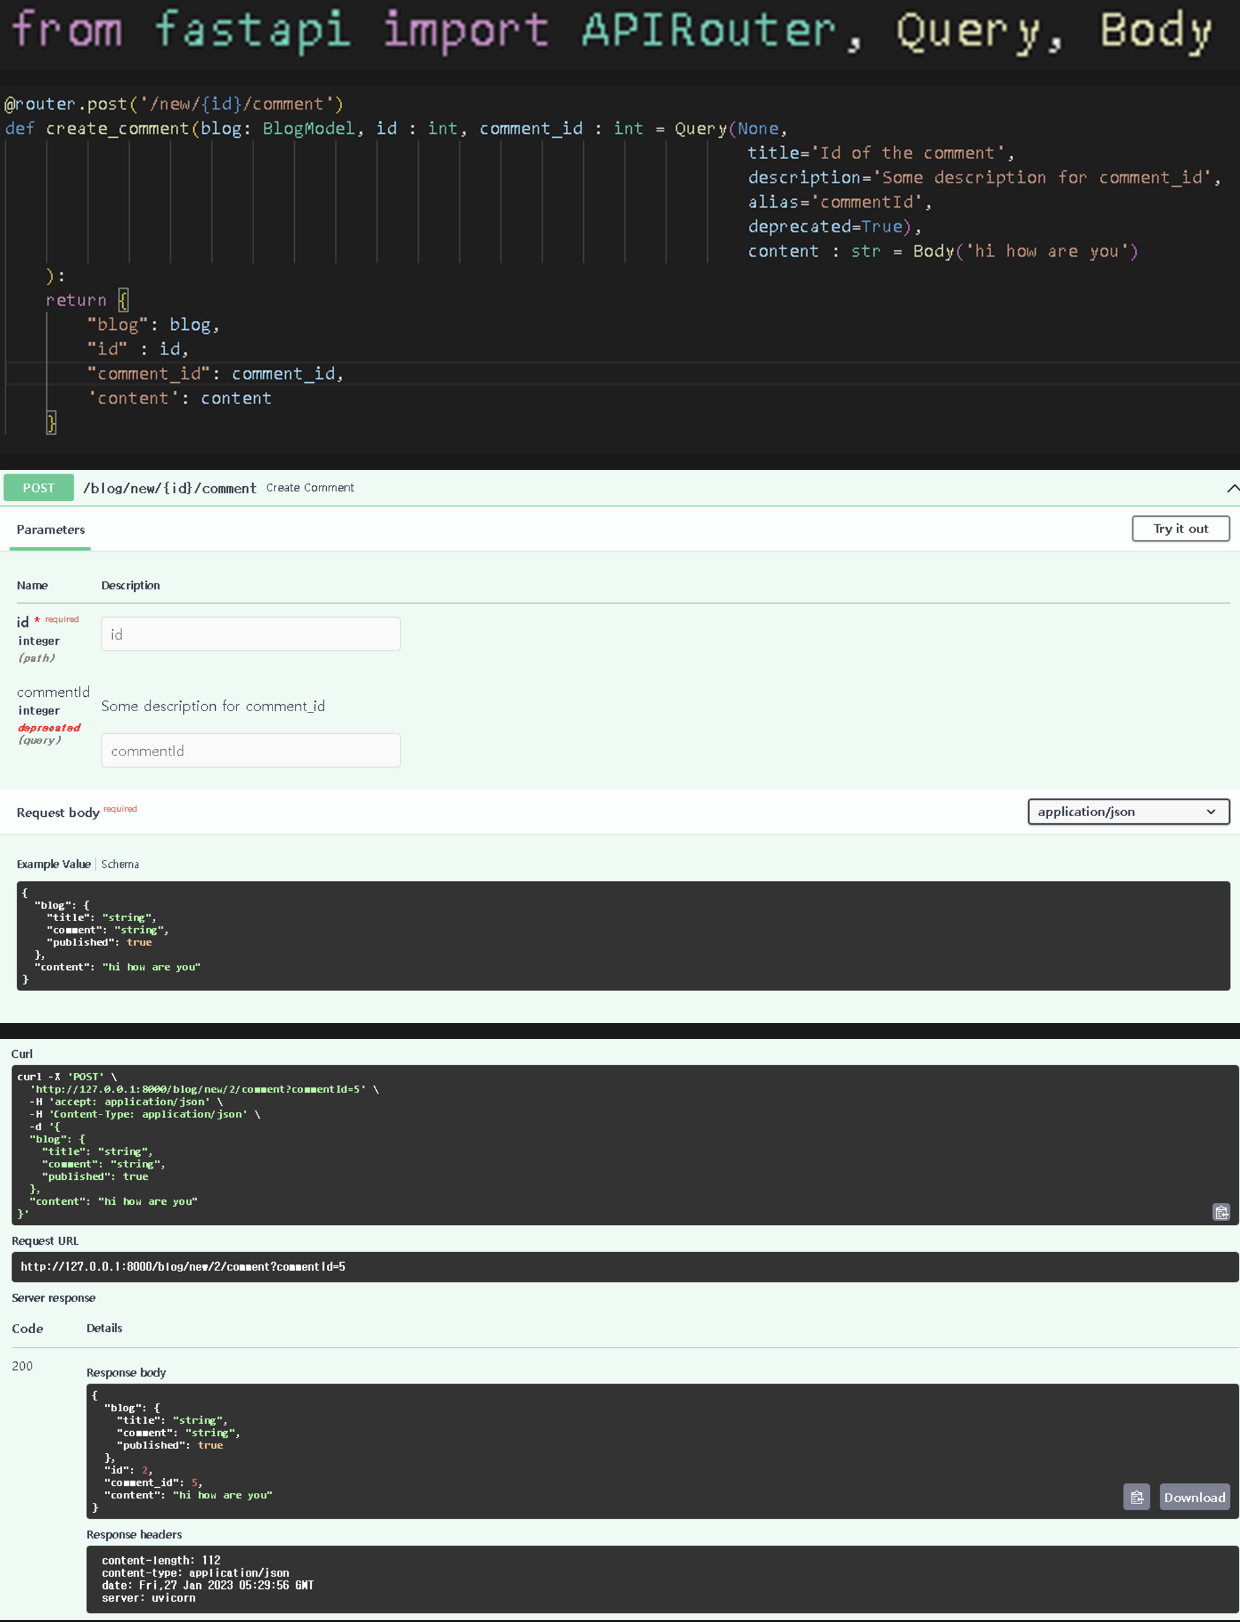 from fastapi import APIRouter, Query, Body
@router.post('/new/{id}/comment')
def create_comment(blog: BlogModel, id : int, comment_id : int = Query(None,
title='Id of the comment',
description='Some description for comment_id',
alias='commentId',
deprecated=True),
content : str = Body('hi how are you')
):
return {
"blog": blog,
"id" : id,
"comment_id": comment_id,
'content': content
}
POST /blog/new/{id}/comment Create Comment
Parameters Try it out
Name Description
id * required
integer
(path)
id
commentId
integer
deprecated
(query)
Some description for comment_id
commentId
Request body required application/json
Example Value Schema
{
"blog": {
"title": "string",
"comment": "string",
"published": true
},
"content": "hi how are you"
}
Curl
curl -X 'POST' \
'http://127.0.0.1:8000/blog/new/2/comment?commentId=5' \
-H 'accept: application/json' \
-H 'Content-Type: application/json' \
-d '{
"blog": {
"title": "string",
"comment": "string",
"published": true
},
"content": "hi how are you"
}'
Request URL
http://127.0.0.1:8000/blog/new/2/comment?commentId=5
Server response
Code Details
200
Response body
{
"blog": {
"title": "string",
"comment": "string",
"published": true
},
"id": 2,
"comment_id": 5,
"content": "hi how are you"
}
Download
Response headers
content-length: 112
content-type: application/json
date: Fri,27 Jan 2023 05:29:56 GMT
server: uvicorn